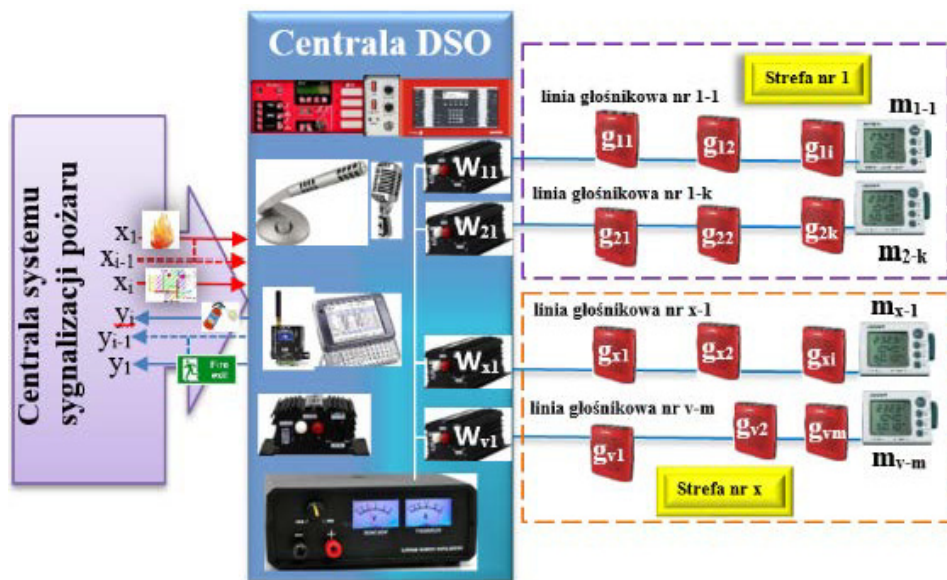 Centrala DSO
Centrala systemu
sygnalizacji pożaru
x1
xi-1
xi
yi
yi-1
y1
Fire
exit
W11
W21
Wx1
Wv1
Strefa nr 1
linia głośnikowa nr 1-1
m1-1
g11
g12
g1i
linia głośnikowa nr 1-k
g21
g22
g2k
m2-k
linia głośnikowa nr x-1
mx-1
gx1
gx2
gxi
linia głośnikowa nr v-m
gv1
gv2
gvm
mv-m
Strefa nr x